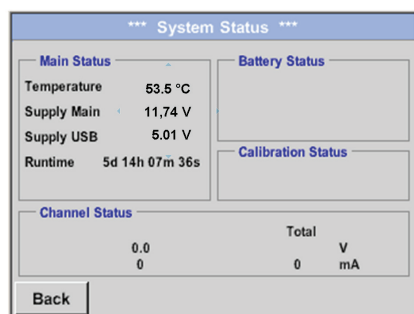 *** System Status ***
Main Status
Temperature 53.5 °C
Supply Main 11,74 V
Supply USB 5.01 V
Runtime 5d 14h 07m 36s
Battery Status
Calibration Status
Channel Status
Total
0.0 V
0 0 mA
Back